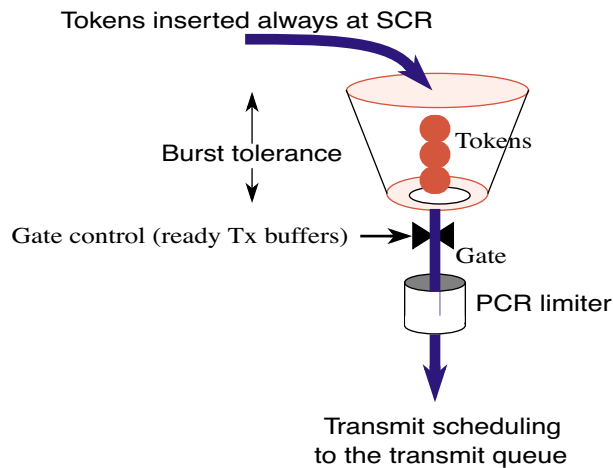 Tokens inserted always at SCR
Tokens
Burst tolerance
Gate control (ready Tx buffers)
Gate
PCR limiter
Transmit scheduling
to the transmit queue